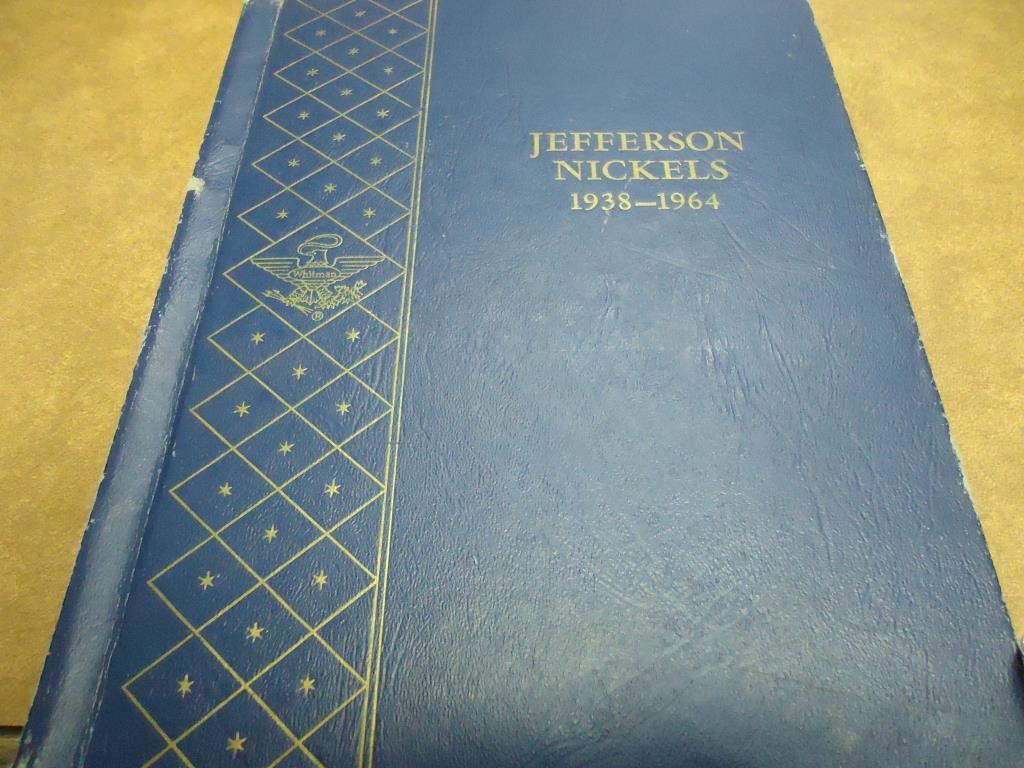 JEFFERSON
NICKELS
1938—1964
Whitman
®